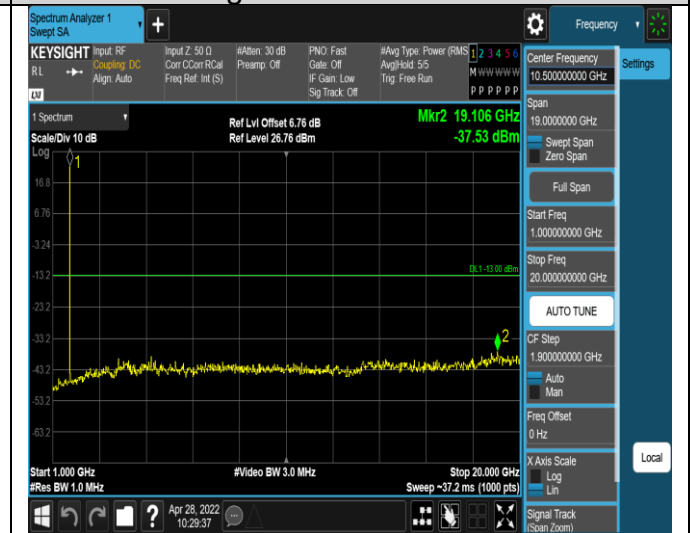 Spectrum Analyzer 1
Swept SA
+
Frequency
KEYSIGHT
RL
LXI
Input: RF
Coupling: DC
Align: Auto
Input Z: 50 Ω
Corr CCorr RCal
Freq Ref: Int (S)
#Atten: 30 dB
Preamp: Off
PNO: Fast
Gate: Off
IF Gain: Low
Sig Track: Off
#Avg Type: Power (RMS
Avg|Hold: 5/5
Trig: Free Run
1 2 3 4 5 6
M W W W W W
P P P P P P
1 Spectrum
Scale/Div 10 dB
Log
Ref Lvl Offset 6.76 dB
Ref Level 26.76 dBm
Mkr2 19.106 GHz
-37.53 dBm
1
16.8
6.76
-3.24
-13.2
DL1 -13.00 dBm
-23.2
-33.2
2
-43.2
-53.2
-63.2
Start 1.000 GHz
#Res BW 1.0 MHz
#Video BW 3.0 MHz
Stop 20.000 GHz
Sweep ~37.2 ms (1000 pts)
?
Apr 28, 2022
10:29:37
Center Frequency
10.500000000 GHz
Settings
Span
19.0000000 GHz
Swept Span
Zero Span
Full Span
Start Freq
1.000000000 GHz
Stop Freq
20.000000000 GHz
AUTO TUNE
CF Step
1.900000000 GHz
Auto
Man
Freq Offset
0 Hz
X Axis Scale
Log
Lin
Local
Signal Track
(Span Zoom)